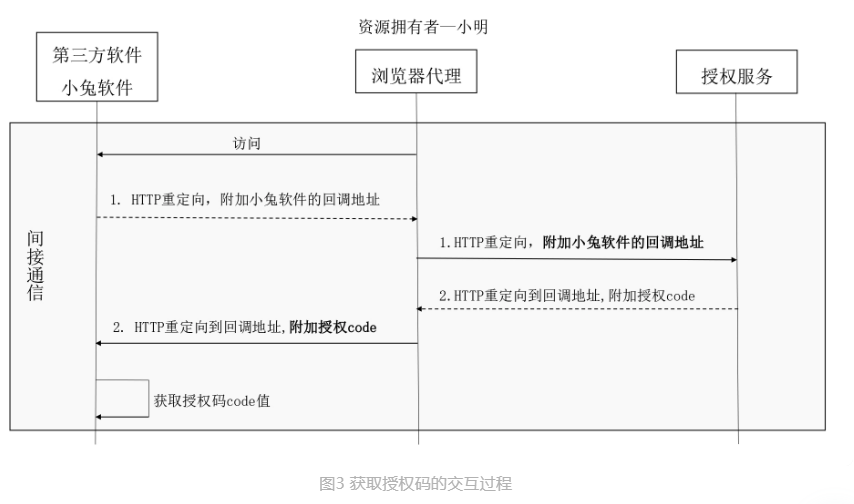 资源拥有者—小明
第三方软件
小兔软件
浏览器代理
授权服务
访问
1. HTTP重定向，附加小兔软件的回调地址
1.HTTP重定向，附加小兔软件的回调地址
间接通信
2.HTTP重定向到回调地址,附加授权code
2. HTTP重定向到回调地址,附加授权code
获取授权码code值
图3 获取授权码的交互过程